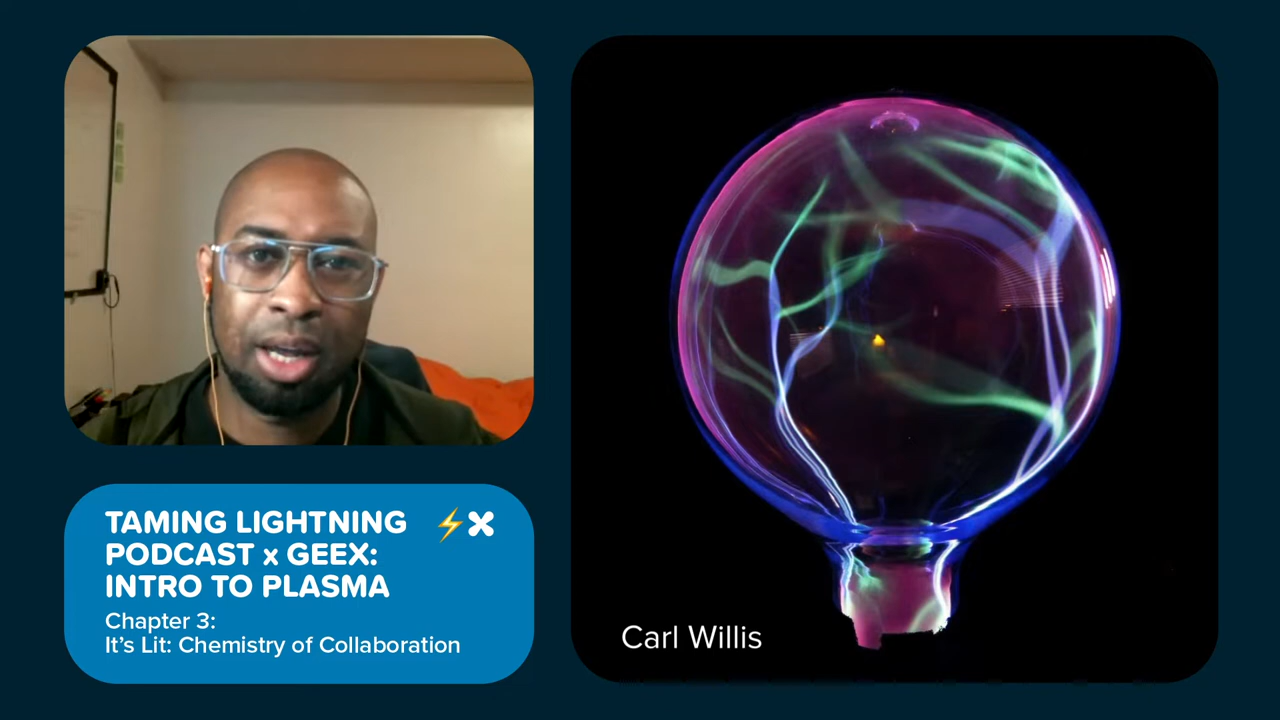 TAMING LIGHTNING ⚡✖
PODCAST x GEEX:
INTRO TO PLASMA
Chapter 3:
It’s Lit: Chemistry of Collaboration
Carl Willis